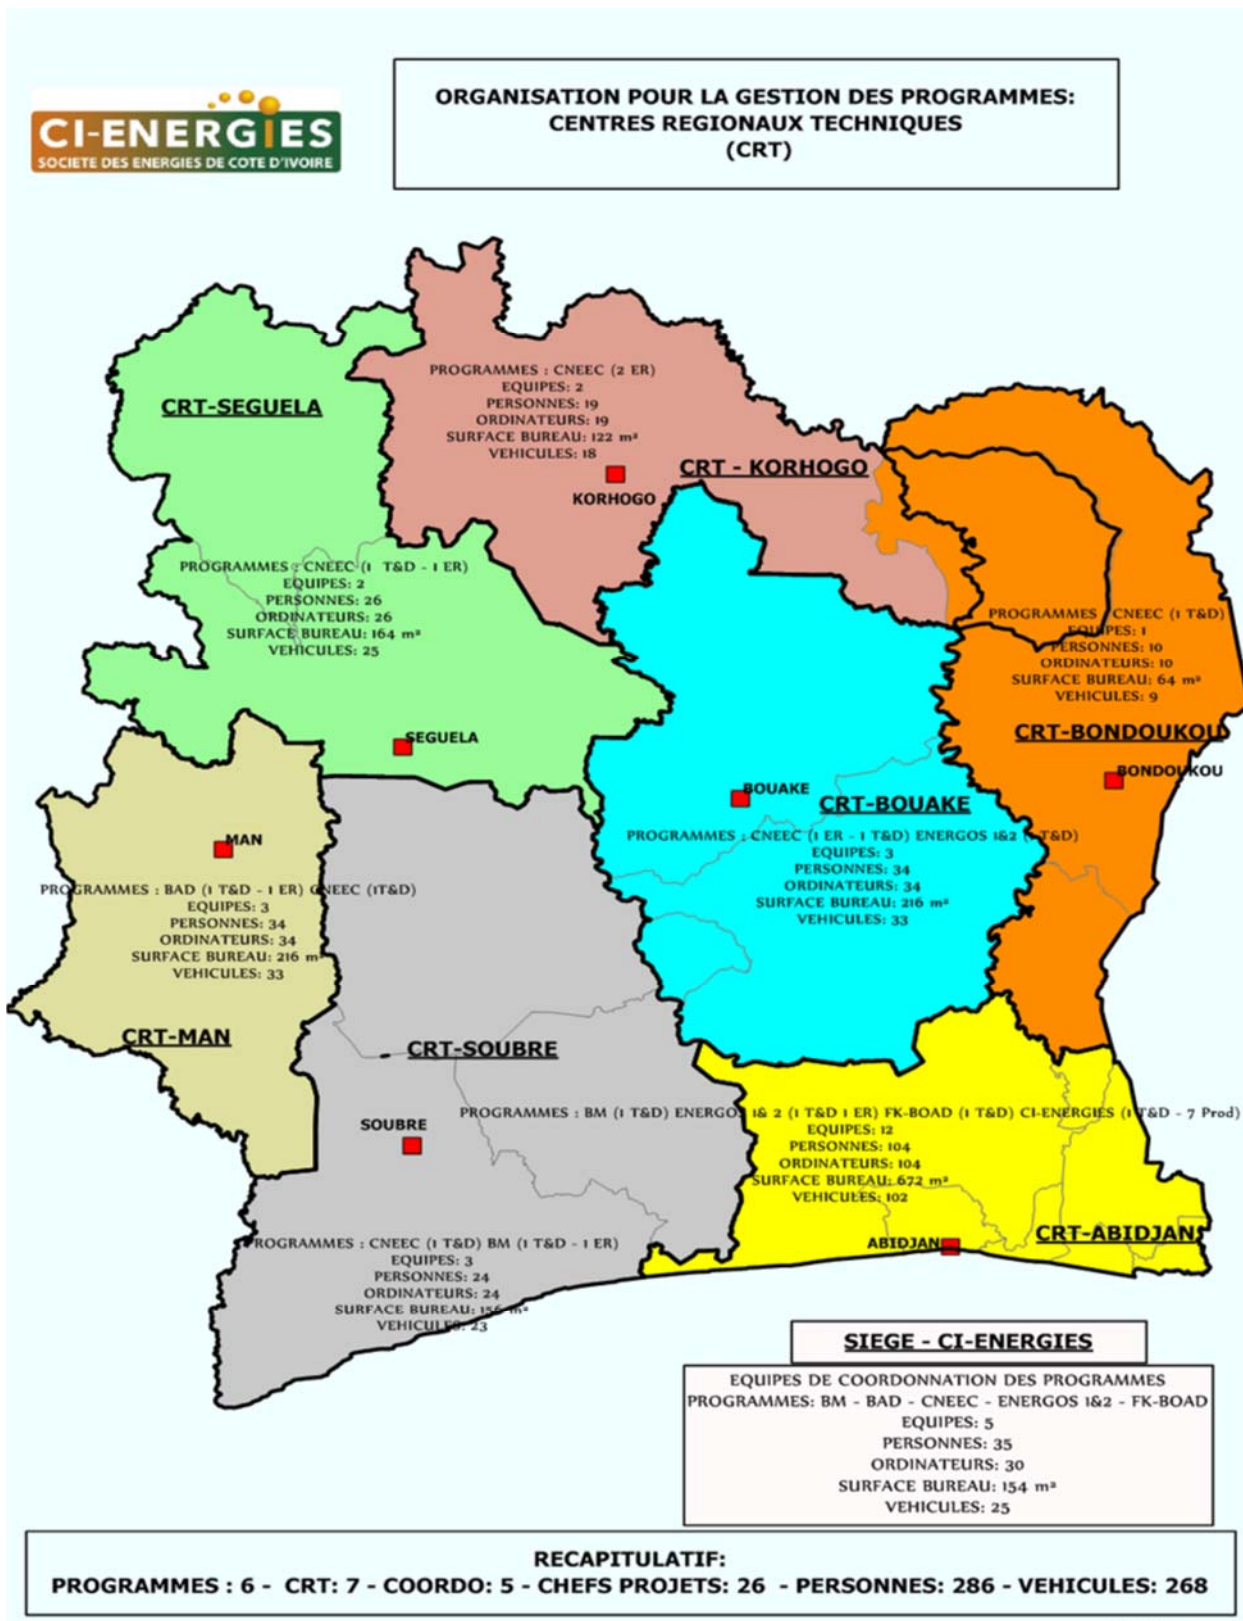 CI-ENERGIES
SOCIETE DES ENERGIES DE COTE D'IVOIRE
ORGANISATION POUR LA GESTION DES PROGRAMMES:
CENTRES REGIONAUX TECHNIQUES
(CRT)
PROGRAMMES : CNEEC (2 ER)
EQUIPES: 2
PERSONNES: 19
ORDINATEURS: 19
SURFACE BUREAU: 122 m²
VEHICULES: 18
CRT - KORHOGO
KORHOGO
CRT-SEGUELA
PROGRAMMES : CNEEC (1 T&D - 1 ER)
EQUIPES: 2
PERSONNES: 26
ORDINATEURS: 26
SURFACE BUREAU: 164 m²
VEHICULES: 25
SEGUELA
PROGRAMMES : CNEEC (1 T&D)
EQUIPES: 1
PERSONNES: 10
ORDINATEURS: 10
SURFACE BUREAU: 64 m²
VEHICULES: 9
CRT-BONDOUKOU
BONDOUKOU
BOUAKE
CRT-BOUAKE
PROGRAMMES : CNEEC (1 ER - 1 T&D) ENERGOS 1&2 (1 T&D)
EQUIPES: 3
PERSONNES: 34
ORDINATEURS: 34
SURFACE BUREAU: 216 m²
VEHICULES: 33
MAN
PROGRAMMES : BAD (1 T&D - 1 ER) CNEEC (1T&D)
EQUIPES: 3
PERSONNES: 34
ORDINATEURS: 34
SURFACE BUREAU: 216 m²
VEHICULES: 33
CRT-MAN
CRT-SOUBRE
SOUBRE
PROGRAMMES : CNEEC (1 T&D) BM (1 T&D - 1 ER)
EQUIPES: 3
PERSONNES: 24
ORDINATEURS: 24
SURFACE BUREAU: 156 m²
VEHICULES: 23
PROGRAMMES : BM (1 T&D) ENERGOS 1& 2 (1 T&D 1 ER) FK-BOAD (1 T&D) CI-ENERGIES (1 T&D - 7 Prod)
EQUIPES: 12
PERSONNES: 104
ORDINATEURS: 104
SURFACE BUREAU: 672 m²
VEHICULES: 102
CRT-ABIDJAN
ABIDJAN
SIEGE - CI-ENERGIES
EQUIPES DE COORDONNATION DES PROGRAMMES
PROGRAMMES: BM - BAD - CNEEC - ENERGOS 1&2 - FK-BOAD
EQUIPES: 5
PERSONNES: 35
ORDINATEURS: 30
SURFACE BUREAU: 154 m²
VEHICULES: 25
RECAPITULATIF:
PROGRAMMES : 6 - CRT: 7 - COORDO: 5 - CHEFS PROJETS: 26 - PERSONNES: 286 - VEHICULES: 268